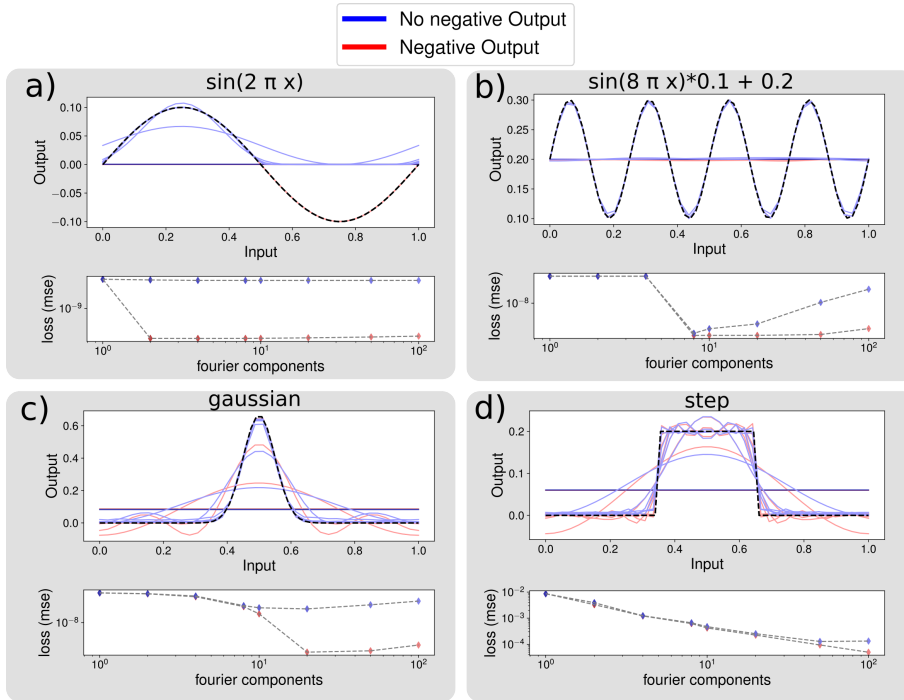 No negative Output
Negative Output
a)
sin(2 π x)
Output
0.10
0.05
0.00
−0.05
−0.10
0.0 0.2 0.4 0.6 0.8 1.0
Input
loss (mse)
10⁻⁹
10⁰ 10¹ 10²
fourier components
b)
sin(8 π x)*0.1 + 0.2
Output
0.30
0.20
0.10
0.0 0.2 0.4 0.6 0.8 1.0
Input
loss (mse)
10⁻⁸
10⁰ 10¹ 10²
fourier components
c)
gaussian
Output
0.6
0.4
0.2
0.0
0.0 0.2 0.4 0.6 0.8 1.0
Input
loss (mse)
10⁻⁸
10⁰ 10¹ 10²
fourier components
d)
step
Output
0.2
0.1
0.0
0.0 0.2 0.4 0.6 0.8 1.0
Input
loss (mse)
10⁻²
10⁻³
10⁻⁴
10⁰ 10¹ 10²
fourier components